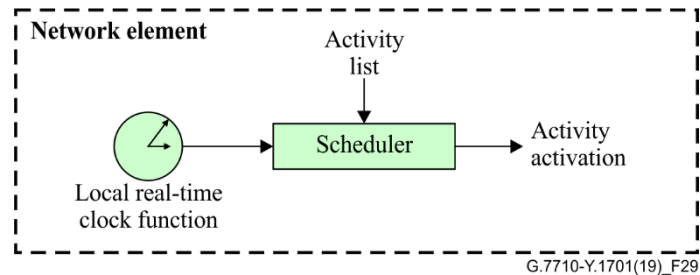 Network element
Activity
list
Scheduler
Activity
activation
Local real-time
clock function
G.7710-Y.1701(19)_F29